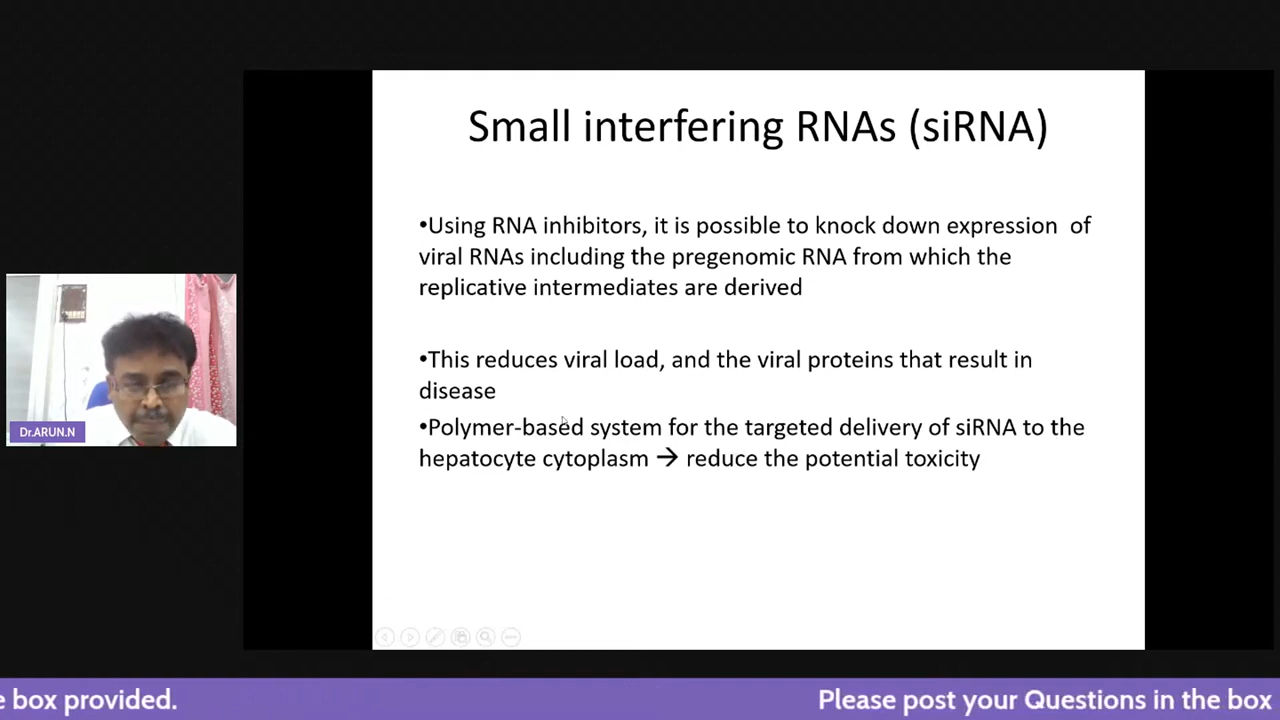 Small interfering RNAs (siRNA)
•Using RNA inhibitors, it is possible to knock down expression  of
viral RNAs including the pregenomic RNA from which the
replicative intermediates are derived
•This reduces viral load, and the viral proteins that result in
disease
•Polymer-based system for the targeted delivery of siRNA to the
hepatocyte cytoplasm → reduce the potential toxicity
Dr.ARUN.N
e box provided.
Please post your Questions in the box